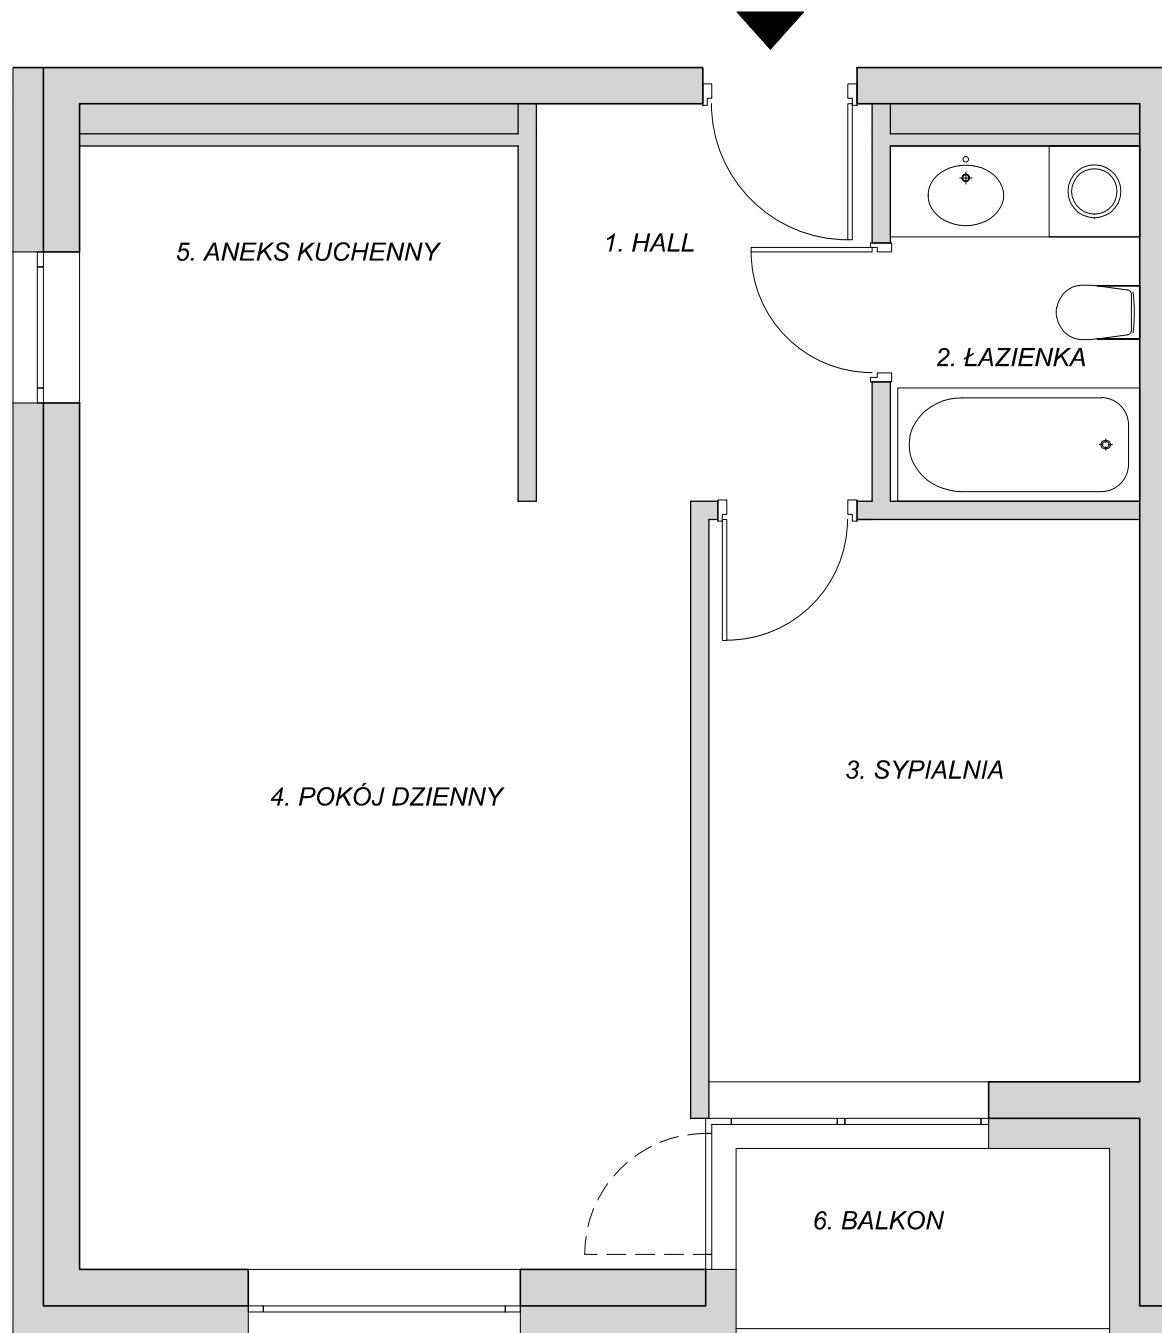 5. ANEKS KUCHENNY
1. HALL
2. ŁAZIENKA
3. SYPIALNIA
4. POKÓJ DZIENNY
6. BALKON